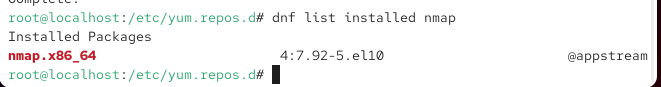 Complete!
root@localhost:/etc/yum.repos.d# dnf list installed nmap
Installed Packages
nmap.x86_64 4:7.92-5.el10 @appstream
root@localhost:/etc/yum.repos.d#